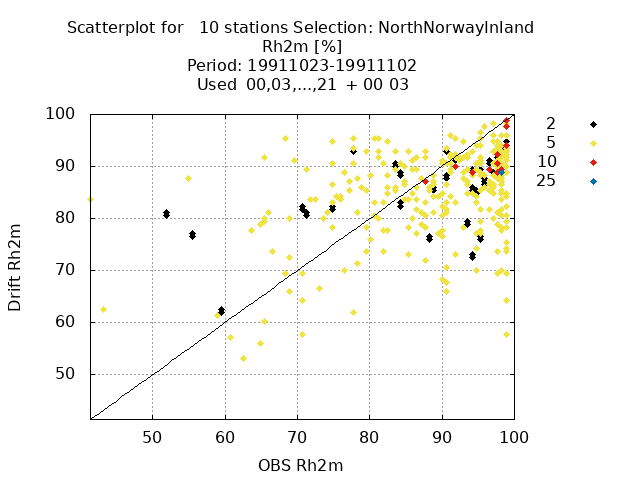 Scatterplot for   10 stations Selection: NorthNorwayInland
Rh2m [%]
Period: 19911023-19911102
Used  00,03,...,21 + 00 03
100
90
80
70
60
50
50
60
70
80
90
100
Drift Rh2m
OBS Rh2m
2
5
10
25